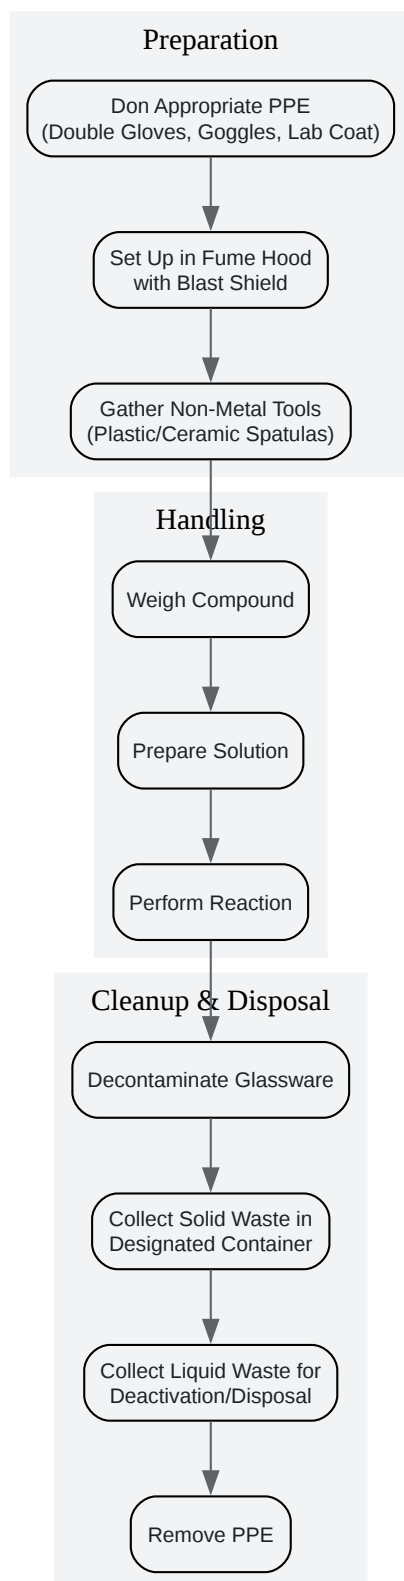 Preparation
Don Appropriate PPE
(Double Gloves, Goggles, Lab Coat)
Set Up in Fume Hood
with Blast Shield
Gather Non-Metal Tools
(Plastic/Ceramic Spatulas)
Handling
Weigh Compound
Prepare Solution
Perform Reaction
Cleanup & Disposal
Decontaminate Glassware
Collect Solid Waste in
Designated Container
Collect Liquid Waste for
Deactivation/Disposal
Remove PPE